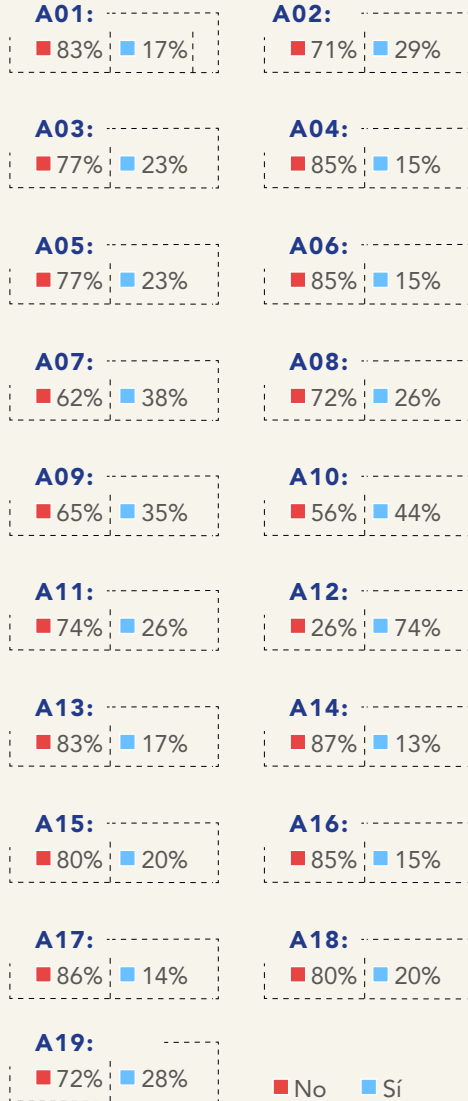 A01: A02:
83% 17% 71% 29%
A03: A04:
77% 23% 85% 15%
A05: A06:
77% 23% 85% 15%
A07: A08:
62% 38% 72% 26%
A09: A10:
65% 35% 56% 44%
A11: A12:
74% 26% 26% 74%
A13: A14:
83% 17% 87% 13%
A15: A16:
80% 20% 85% 15%
A17: A18:
86% 14% 80% 20%
A19:
72% 28% No Sí